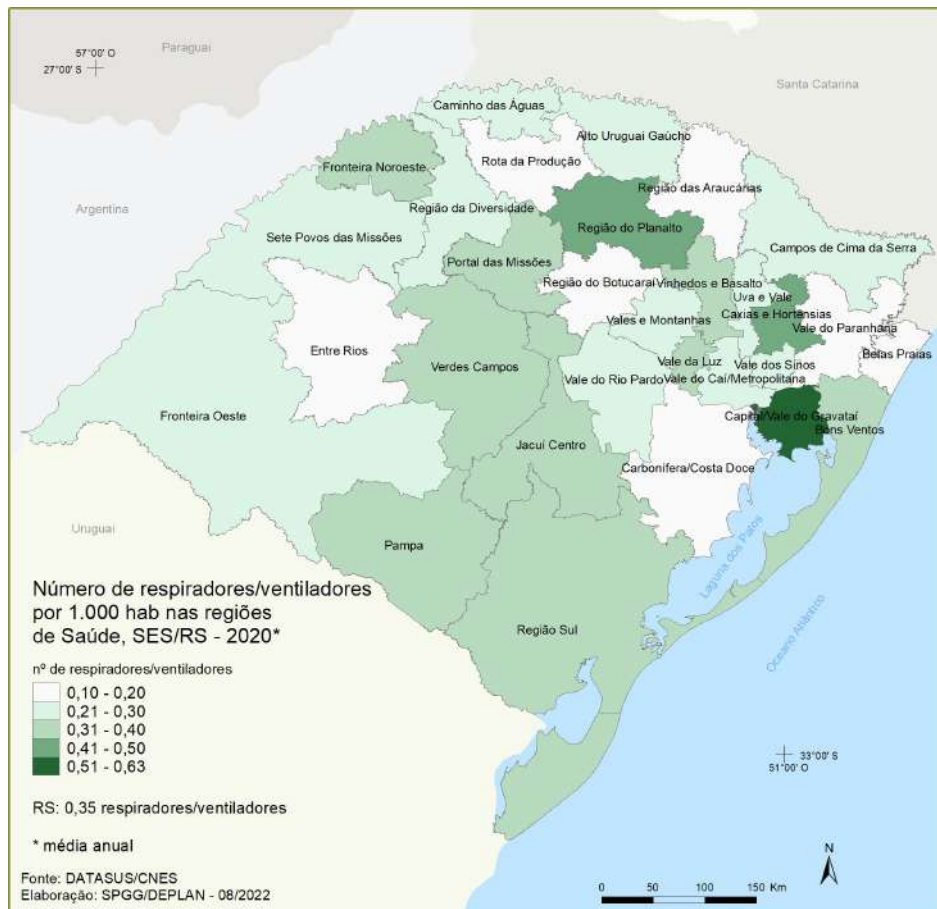 57°00' O
27°00' S
Paraguai
Santa Catarina
Argentina
Uruguai
Caminho das Águas
Alto Uruguai Gaúcho
Rota da Produção
Fronteira Noroeste
Região das Araucárias
Região da Diversidade
Região do Planalto
Sete Povos das Missões
Campos de Cima da Serra
Portal das Missões
Região do Botucaraí
Vinhedos e Basalto
Uva e Vale
Caxias e Hortênsias
Vales e Montanhas
Vale do Paranhana
Entre Rios
Belas Praias
Verdes Campos
Vale da Luz
Vale dos Sinos
Vale do Rio Pardo
Vale do Caí/Metropolitana
Fronteira Oeste
Capital/Vale do Gravataí
Bons Ventos
Jacuí Centro
Carbonífera/Costa Doce
Pampa
Laguna dos Patos
Região Sul
Oceano Atlântico
Número de respiradores/ventiladores
por 1.000 hab nas regiões
de Saúde, SES/RS - 2020*
nº de respiradores/ventiladores
0,10 - 0,20
0,21 - 0,30
0,31 - 0,40
0,41 - 0,50
0,51 - 0,63
RS: 0,35 respiradores/ventiladores
* média anual
Fonte: DATASUS/CNES
Elaboração: SPGG/DEPLAN - 08/2022
33°00' S
51°00' O
N
0 50 100 150 Km